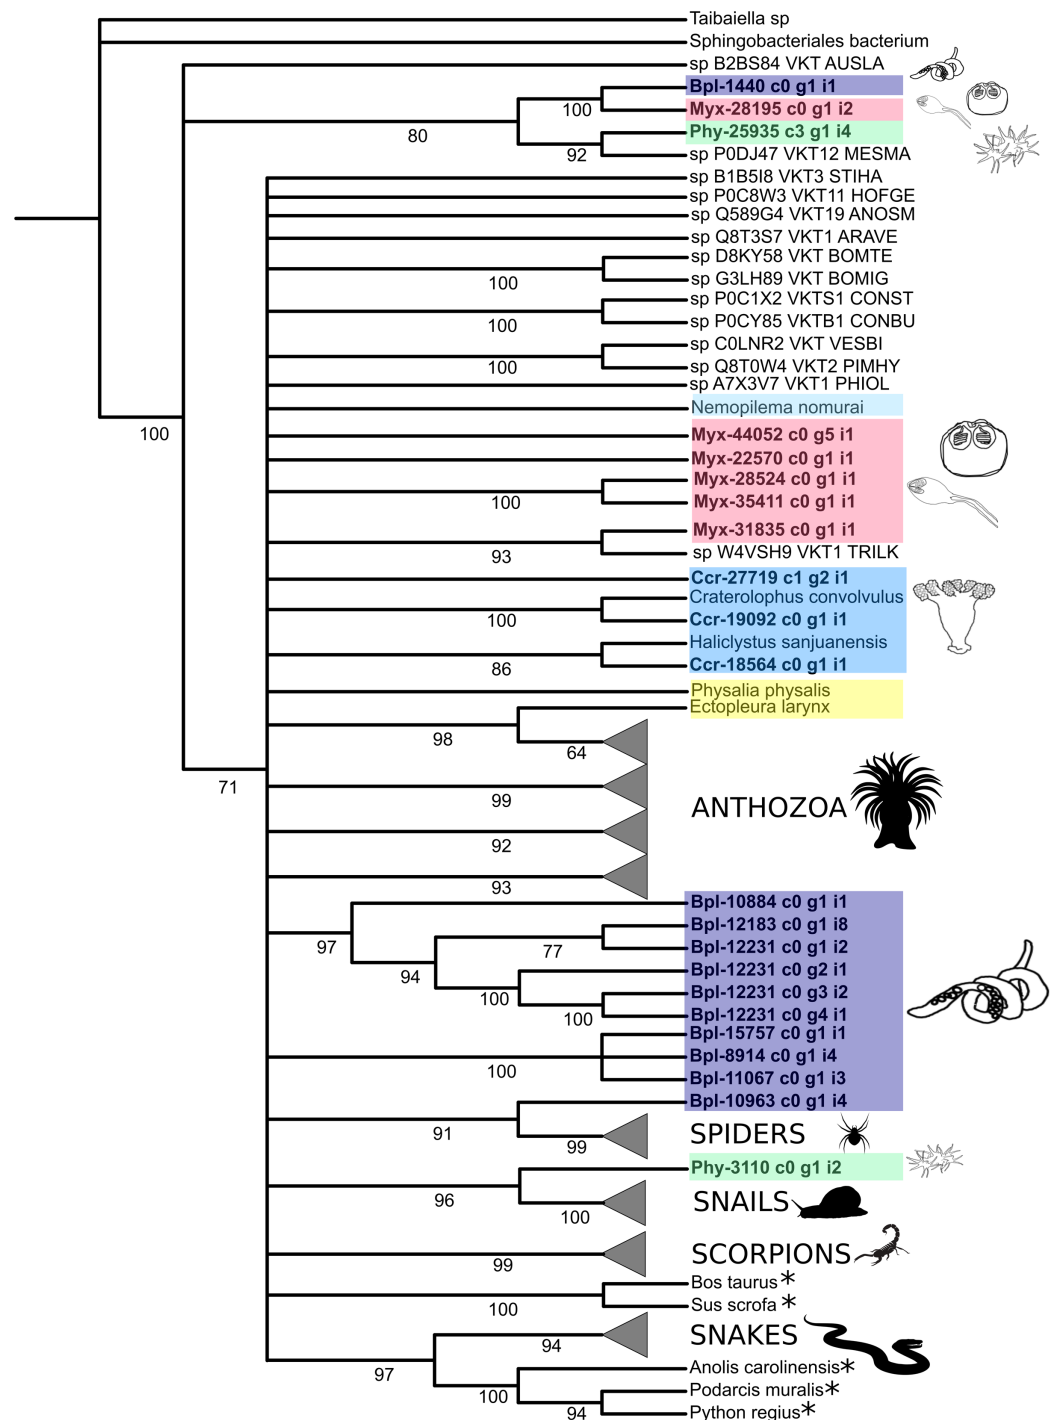 Taibaiella sp
Sphingobacteriales bacterium
sp B2BS84 VKT AUSLA
Bpl-1440 c0 g1 i1
100
Myx-28195 c0 g1 i2
80
Phy-25935 c3 g1 i4
92
sp P0DJ47 VKT12 MESMA
sp B1B5I8 VKT3 STIHA
sp P0C8W3 VKT11 HOFGE
sp Q589G4 VKT19 ANOSM
sp Q8T3S7 VKT1 ARAVE
sp D8KY58 VKT BOMTE
100
sp G3LH89 VKT BOMIG
sp P0C1X2 VKTS1 CONST
100
sp P0CY85 VKTB1 CONBU
sp C0LNR2 VKT VESBI
100
sp Q8T0W4 VKT2 PIMHY
sp A7X3V7 VKT1 PHIOL
Nemopilema nomurai
100
Myx-44052 c0 g5 i1
Myx-22570 c0 g1 i1
Myx-28524 c0 g1 i1
100
Myx-35411 c0 g1 i1
Myx-31835 c0 g1 i1
93
sp W4VSH9 VKT1 TRILK
Ccr-27719 c1 g2 i1
Craterolophus convolvulus
100
Ccr-19092 c0 g1 i1
Haliclystus sanjuanensis
86
Ccr-18564 c0 g1 i1
Physalia physalis
Ectopleura larynx
98
64
71
99
ANTHOZOA
92
93
Bpl-10884 c0 g1 i1
Bpl-12183 c0 g1 i8
97
77
Bpl-12231 c0 g1 i2
94
Bpl-12231 c0 g2 i1
100
Bpl-12231 c0 g3 i2
100
Bpl-12231 c0 g4 i1
Bpl-15757 c0 g1 i1
Bpl-8914 c0 g1 i4
100
Bpl-11067 c0 g1 i3
Bpl-10963 c0 g1 i4
91
99
SPIDERS
Phy-3110 c0 g1 i2
96
100
SNAILS
99
SCORPIONS
Bos taurus*
100
Sus scrofa *
94
SNAKES
97
Anolis carolinensis*
100
Podarcis muralis*
94
Python regius*